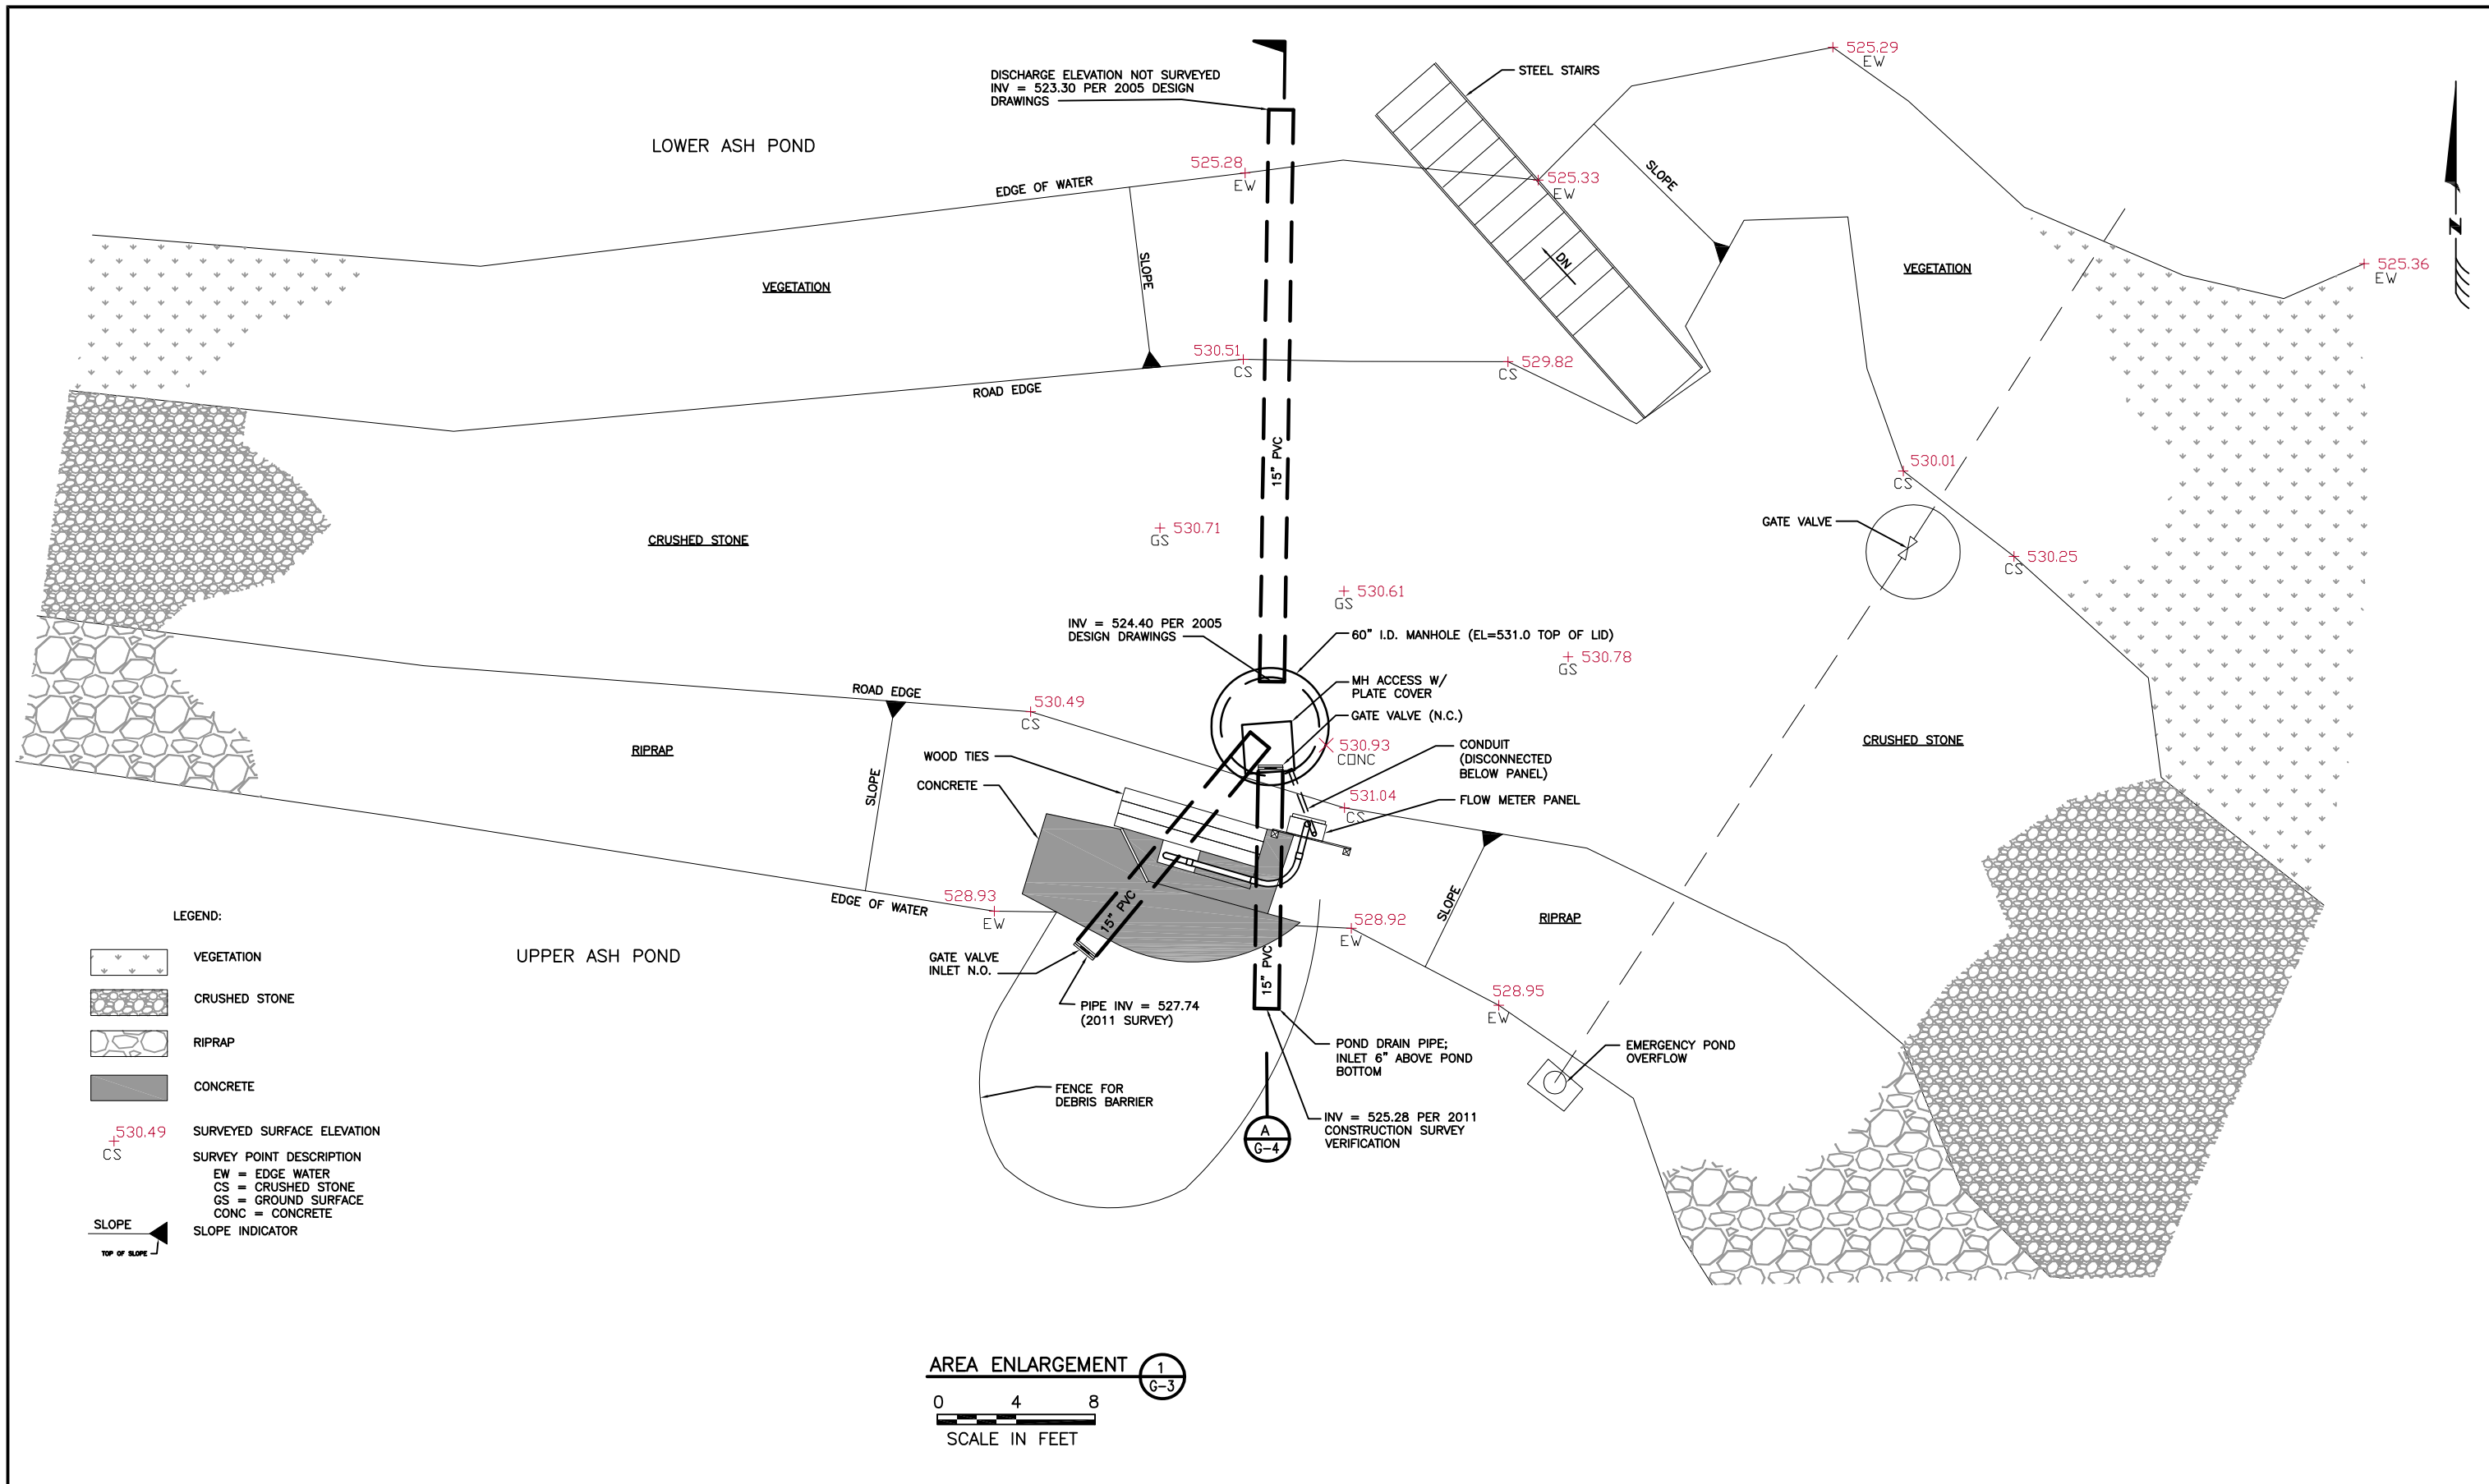 525.29
EW
STEEL STAIRS
DISCHARGE ELEVATION NOT SURVEYED
INV = 523.30 PER 2005 DESIGN
DRAWINGS
LOWER ASH POND
525.28
EW
EDGE OF WATER
525.33
EW
SLOPE
N
VEGETATION
525.36
EW
SLOPE
DN
VEGETATION
530.51
CS
529.82
CS
ROAD EDGE
15" PVC
530.01
CS
GATE VALVE
530.71
GS
CRUSHED STONE
530.25
CS
530.61
GS
INV = 524.40 PER 2005
DESIGN DRAWINGS
60" I.D. MANHOLE (EL=531.0 TOP OF LID)
530.78
GS
MH ACCESS W/
PLATE COVER
ROAD EDGE
530.49
CS
GATE VALVE (N.C.)
530.93
CONC
CONDUIT
(DISCONNECTED
BELOW PANEL)
CRUSHED STONE
RIPRAP
WOOD TIES
CONCRETE
SLOPE
531.04
CS
FLOW METER PANEL
528.93
EW
EDGE OF WATER
15" PVC
528.92
EW
SLOPE
RIPRAP
LEGEND:
VEGETATION
CRUSHED STONE
RIPRAP
CONCRETE
530.49
CS
SURVEYED SURFACE ELEVATION
SURVEY POINT DESCRIPTION
EW = EDGE WATER
CS = CRUSHED STONE
GS = GROUND SURFACE
CONC = CONCRETE
SLOPE
TOP OF SLOPE
SLOPE INDICATOR
UPPER ASH POND
GATE VALVE
INLET N.O.
15" PVC
528.95
EW
PIPE INV = 527.74
(2011 SURVEY)
POND DRAIN PIPE;
INLET 6" ABOVE POND
BOTTOM
EMERGENCY POND
OVERFLOW
FENCE FOR
DEBRIS BARRIER
INV = 525.28 PER 2011
CONSTRUCTION SURVEY
VERIFICATION
A
G-4
AREA ENLARGEMENT
1
G-3
0 4 8
SCALE IN FEET